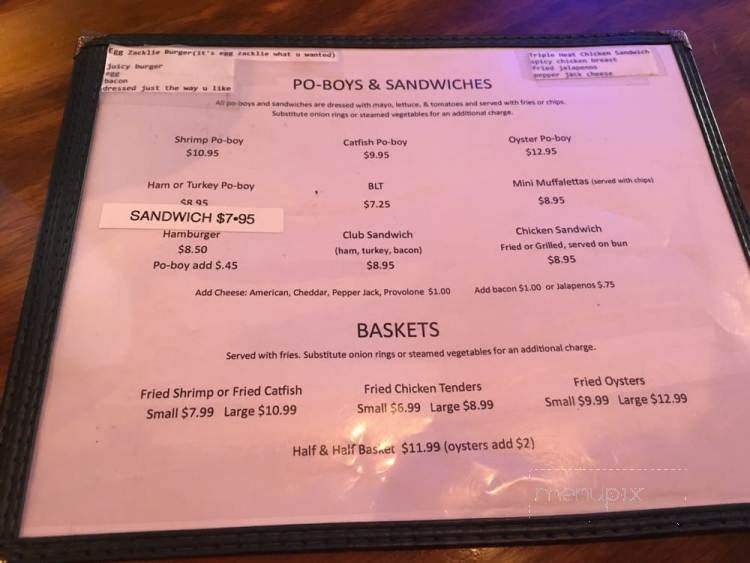 Egg Zacklie Burger(it's egg zacklie what u wanted)
juicy burger
egg
bacon
dressed just the way u like
Triple Heat Chicken Sandwich
spicy chicken breast
fried jalapenos
pepper jack cheese
PO-BOYS & SANDWICHES
All po-boys and sandwiches are dressed with mayo, lettuce, & tomatoes and served with fries or chips.
Substitute onion rings or steamed vegetables for an additional charge.
Shrimp Po-boy
$10.95
Catfish Po-boy
$9.95
Oyster Po-boy
$12.95
Ham or Turkey Po-boy
$8.95
SANDWICH $7•95
BLT
$7.25
Mini Muffalettas (served with chips)
$8.95
Hamburger
$8.50
Po-boy add $.45
Club Sandwich
(ham, turkey, bacon)
$8.95
Chicken Sandwich
Fried or Grilled, served on bun
$8.95
Add Cheese: American, Cheddar, Pepper Jack, Provolone $1.00 Add bacon $1.00 or Jalapenos $.75
BASKETS
Served with fries. Substitute onion rings or steamed vegetables for an additional charge.
Fried Shrimp or Fried Catfish
Small $7.99 Large $10.99
Fried Chicken Tenders
Small $6.99 Large $8.99
Fried Oysters
Small $9.99 Large $12.99
Half & Half Basket $11.99 (oysters add $2)
menupix